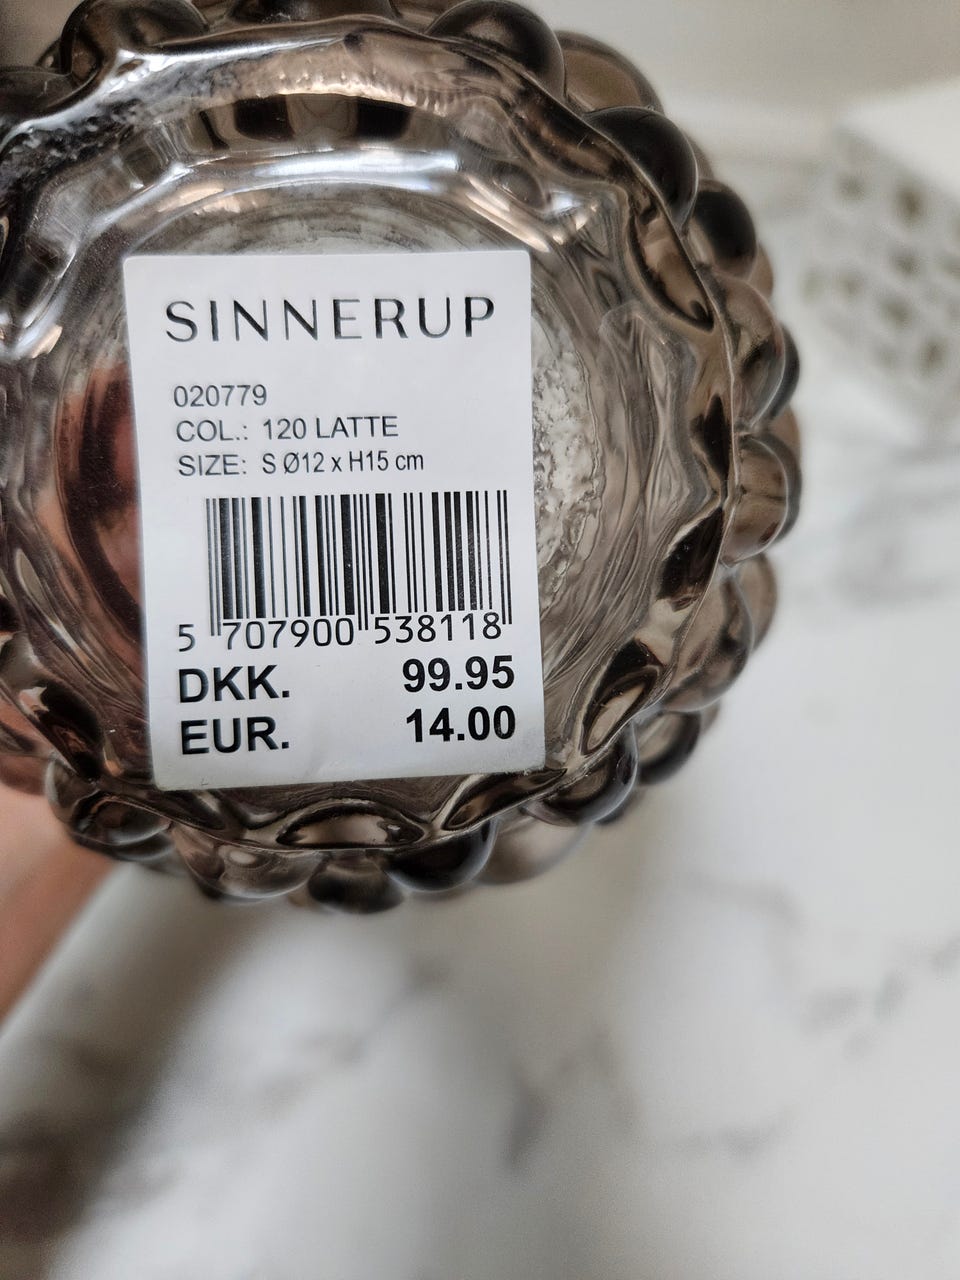 SINNERUP
020779
COL.: 120 LATTE
SIZE: S Ø12 x H15 cm
5 707900 538118
DKK. 99.95
EUR. 14.00